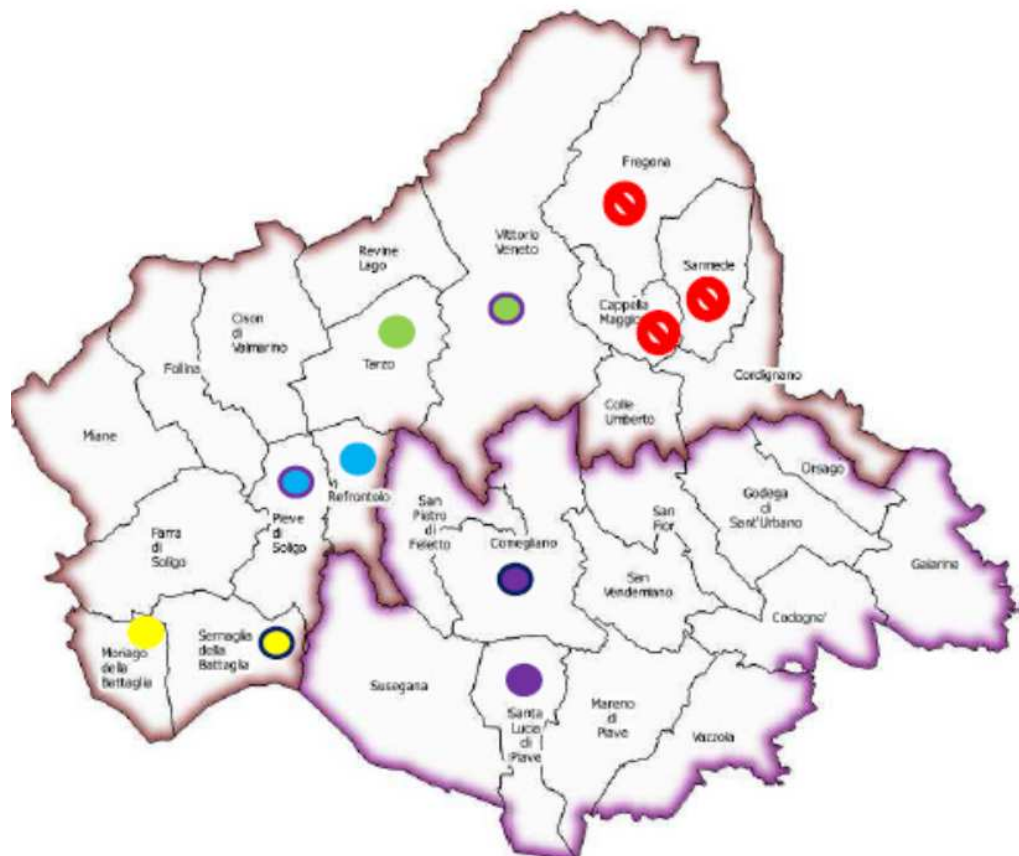 Fregona
Vittorio
Veneto
Revine
Lago
Sarmede
Cappella
Cison
di
Valmarino
Tarzo
Follina
Cordignano
Colle
Umberto
Miane
Orsago
Refrontolo
San
Pietro
di
Feletto
Godega
di
Sant'Urbano
San
Fior
Pieve
di
Soligo
Farra
di
Soligo
Conegliano
Gaiarine
San
Vendemiano
Codogne'
Sernaglia
della
Battaglia
Moriago
della
Battaglia
Susegana
Santa
Lucia
di
Piave
Mareno
di
Piave
Vazzola